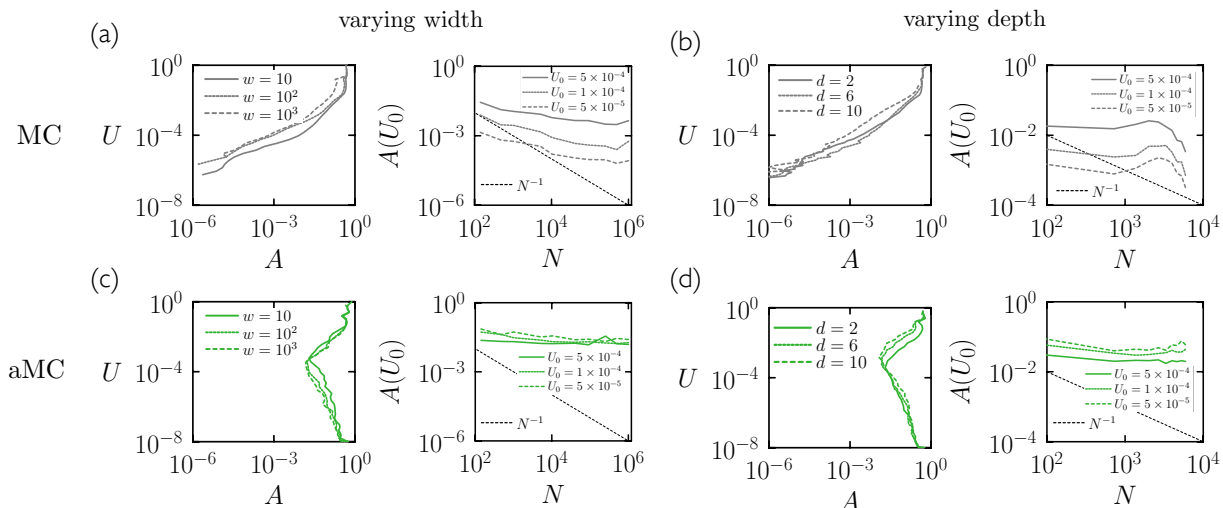 varying width
varying depth
MC
aMC
(a)
U
10^0
10^{-4}
10^{-8}
w = 10
w = 10^2
w = 10^3
10^{-6}
10^{-3}
10^0
A
A(U_0)
10^0
10^{-2}
10^{-4}
10^{-6}
U_0 = 5 × 10^{-4}
U_0 = 1 × 10^{-4}
U_0 = 5 × 10^{-5}
N^{-1}
10^2
10^4
10^6
N
(b)
U
10^0
10^{-4}
10^{-8}
d = 2
d = 6
d = 10
10^{-6}
10^{-3}
10^0
A
A(U_0)
10^0
10^{-2}
10^{-4}
U_0 = 5 × 10^{-4}
U_0 = 1 × 10^{-4}
U_0 = 5 × 10^{-5}
N^{-1}
10^2
10^3
10^4
N
(c)
U
10^0
10^{-4}
10^{-8}
w = 10
w = 10^2
w = 10^3
10^{-6}
10^{-3}
10^0
A
A(U_0)
10^0
10^{-2}
10^{-4}
10^{-6}
U_0 = 5 × 10^{-4}
U_0 = 1 × 10^{-4}
U_0 = 5 × 10^{-5}
N^{-1}
10^2
10^4
10^6
N
(d)
U
10^0
10^{-4}
10^{-8}
d = 2
d = 6
d = 10
10^{-6}
10^{-3}
10^0
A
A(U_0)
10^0
10^{-2}
10^{-4}
U_0 = 5 × 10^{-4}
U_0 = 1 × 10^{-4}
U_0 = 5 × 10^{-5}
N^{-1}
10^2
10^3
10^4
N